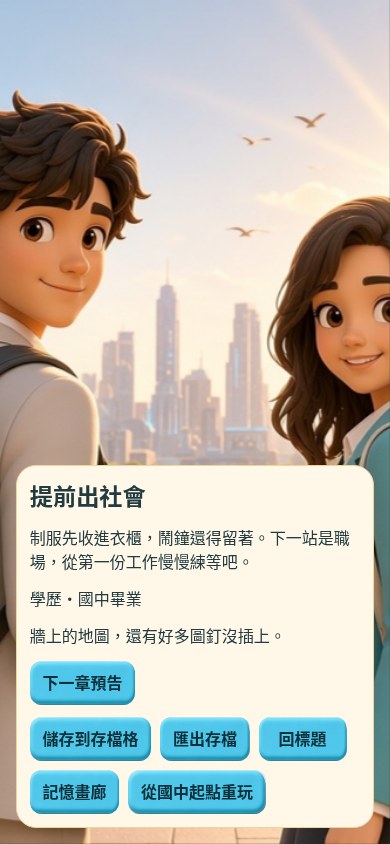 提前出社會
制服先收進衣櫃，鬧鐘還得留著。下一站是職
場，從第一份工作慢慢練等吧。
學歷・國中畢業
牆上的地圖，還有好多圖釘沒插上。
下一章預告
儲存到存檔格
匯出存檔
回標題
記憶畫廊
從國中起點重玩